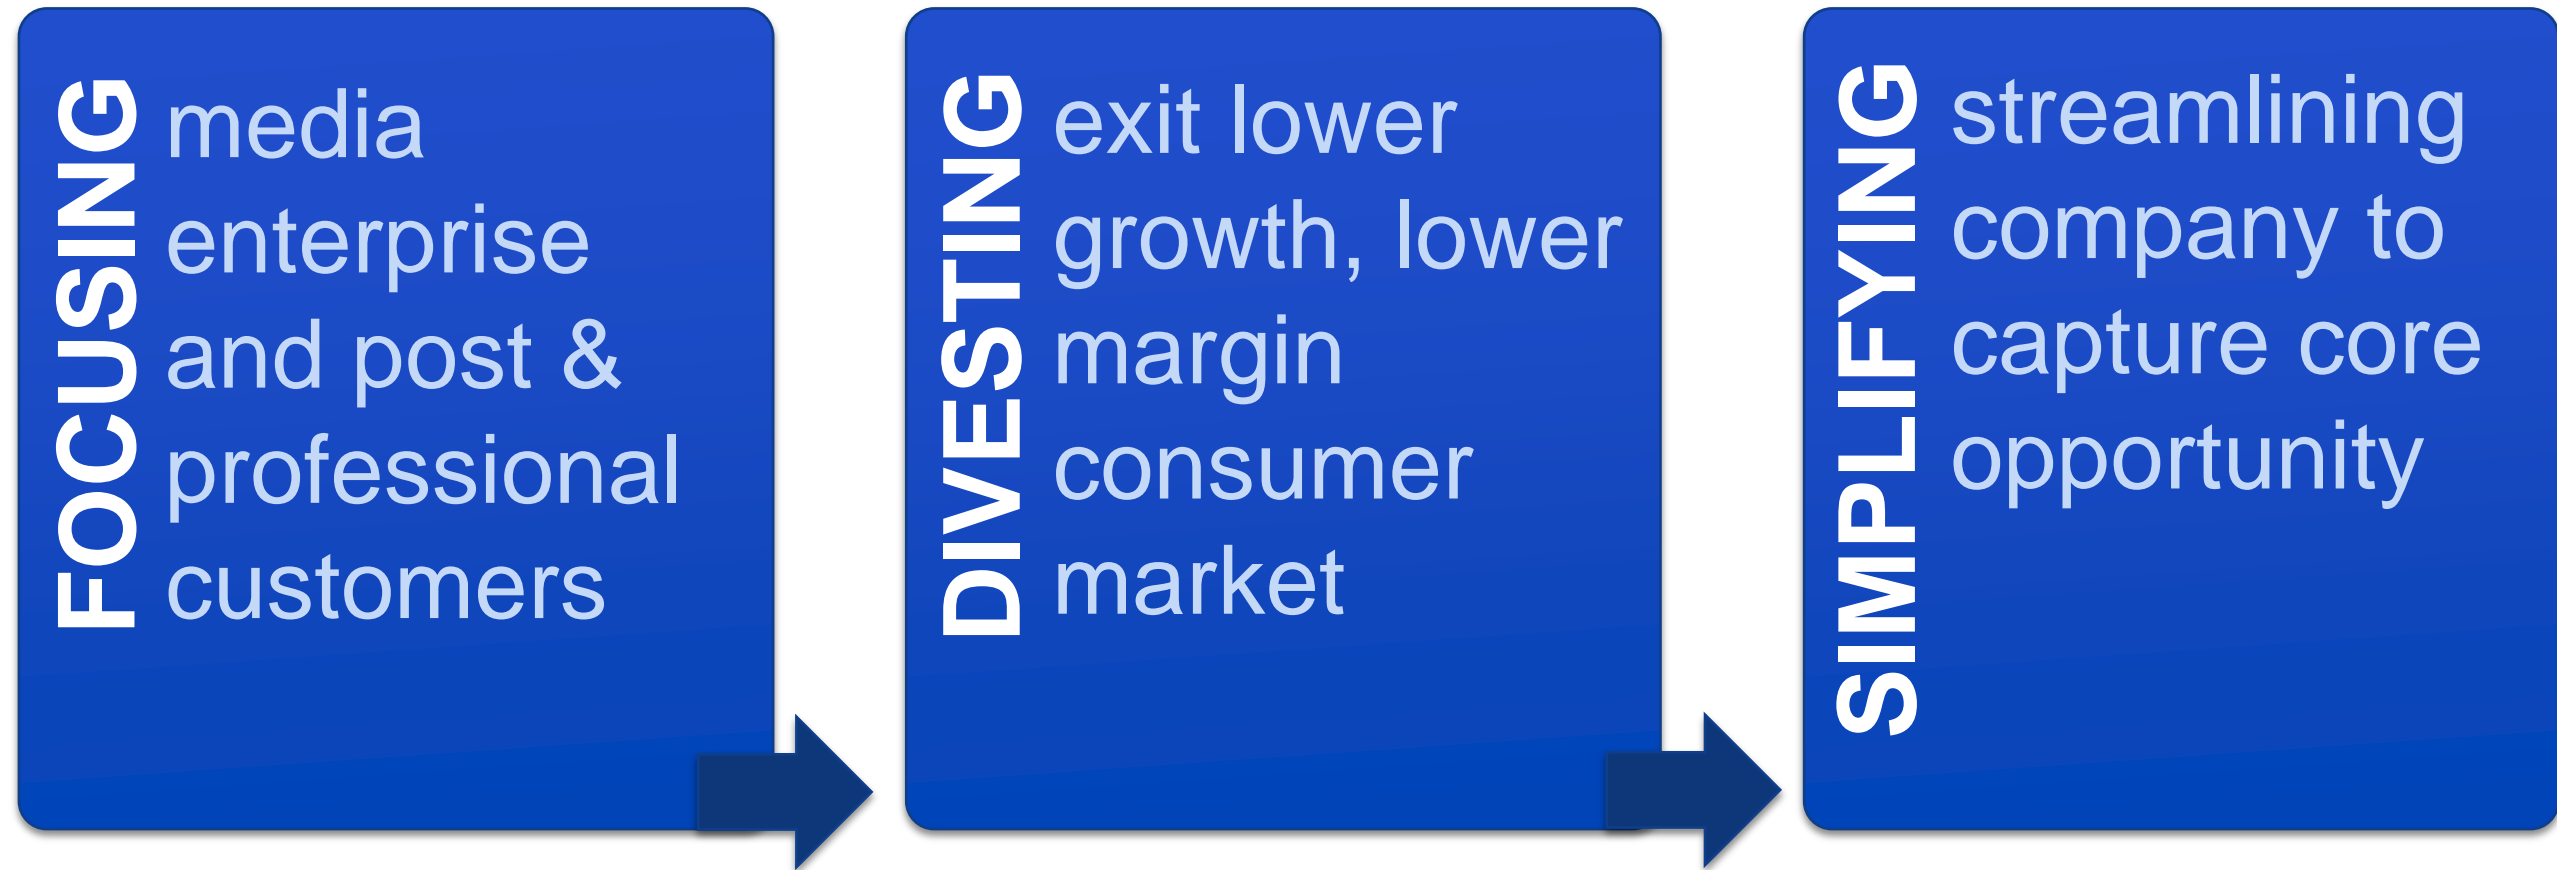 FOCUSING
media
enterprise
and post &
professional
customers
DIVESTING
exit lower
growth, lower
margin
consumer
market
SIMPLIFYING
streamlining
company to
capture core
opportunity